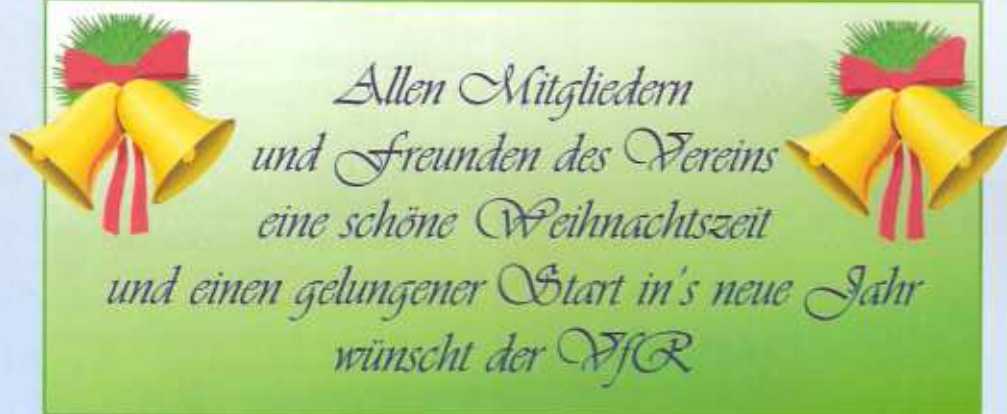 Allen Mitgliedern
und Freunden des Vereins
eine schöne Weihnachtszeit
und einen gelungener Start in's neue Jahr
wünscht der VfR